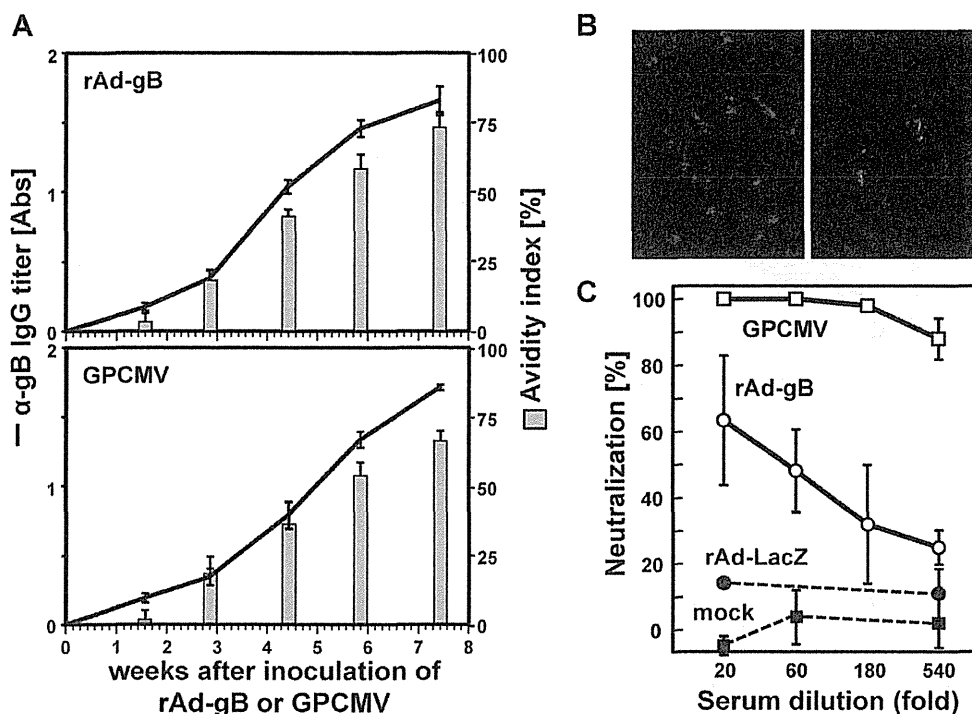 A
2
1
0
rAd-gB
100
75
50
25
0
2
1
0
GPCMV
100
75
50
25
0
0 1 2 3 4 5 6 7 8
weeks after inoculation of
rAd-gB or GPCMV
α-gB IgG titer [Abs]
Avidity index [%]
B
C
100
80
60
40
20
0
Neutralization [%]
GPCMV
rAd-gB
rAd-LacZ
mock
20 60 180 540
Serum dilution (fold)